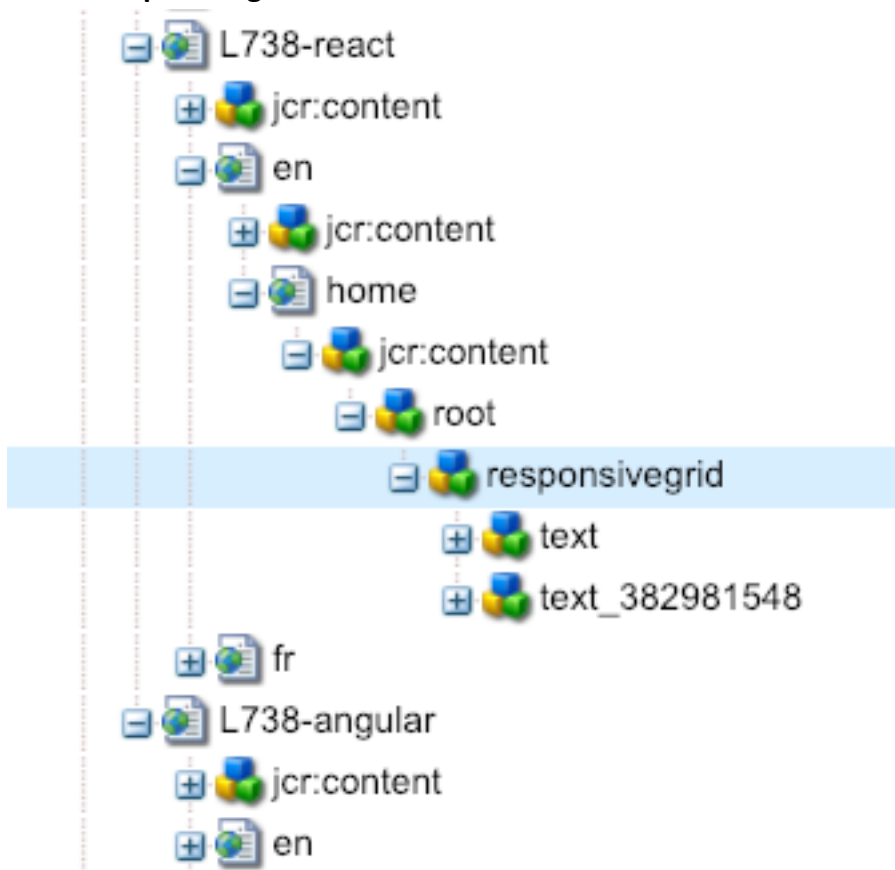 L738-react
jcr:content
en
jcr:content
home
jcr:content
root
responsivegrid
text
text_382981548
fr
L738-angular
jcr:content
en